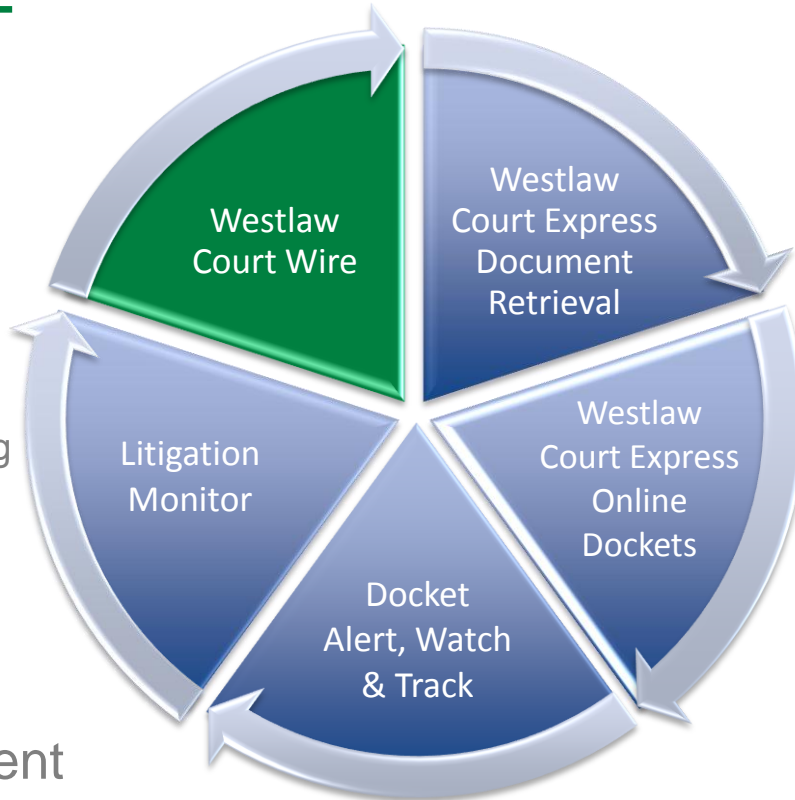 Westlaw
Court Wire
Westlaw
Court Express
Document
Retrieval
Westlaw
Court Express
Online
Dockets
Docket
Alert, Watch
& Track
Litigation
Monitor